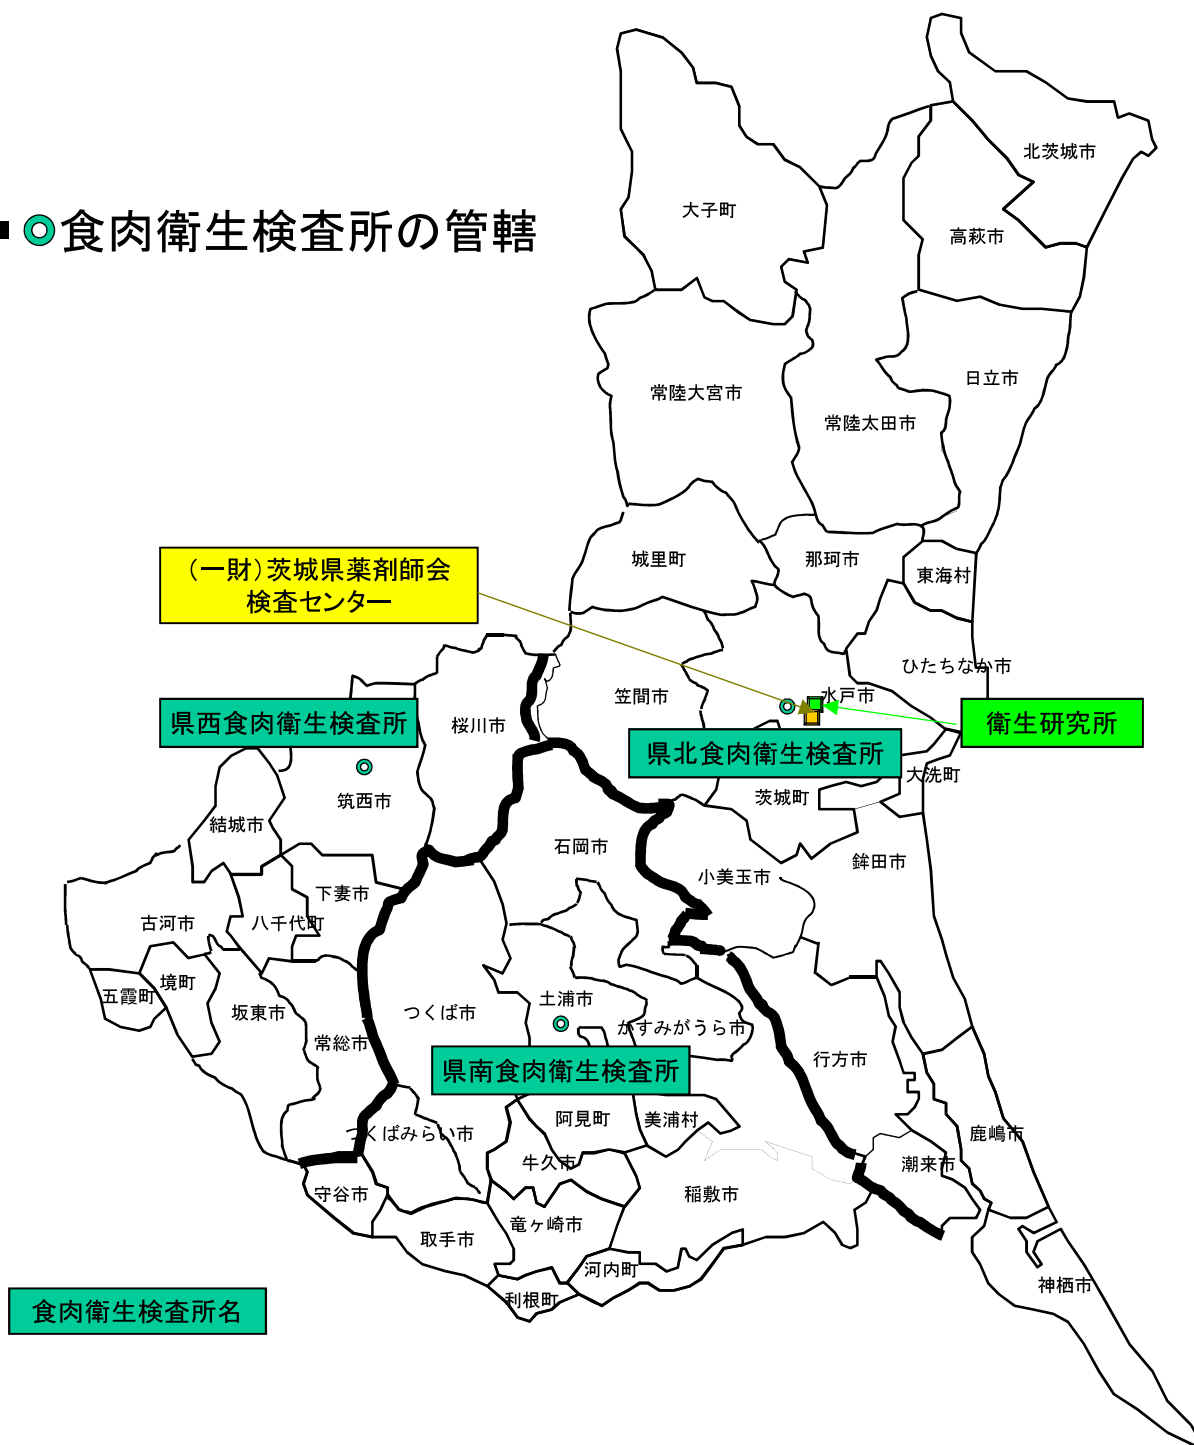 食肉衛生検査所の管轄
北茨城市
大子町
高萩市
日立市
常陸大宮市
常陸太田市
城里町
那珂市
東海村
（一財）茨城県薬剤師会
検査センター
ひたちなか市
笠間市
水戸市
県西食肉衛生検査所
桜川市
衛生研究所
県北食肉衛生検査所
大洗町
筑西市
茨城町
結城市
石岡市
鉾田市
小美玉市
下妻市
古河市
八千代町
境町
五霞町
坂東市
つくば市
土浦市
かすみがうら市
常総市
行方市
県南食肉衛生検査所
阿見町
美浦村
つくばみらい市
鹿嶋市
牛久市
潮来市
守谷市
稲敷市
竜ヶ崎市
取手市
河内町
神栖市
利根町
食肉衛生検査所名